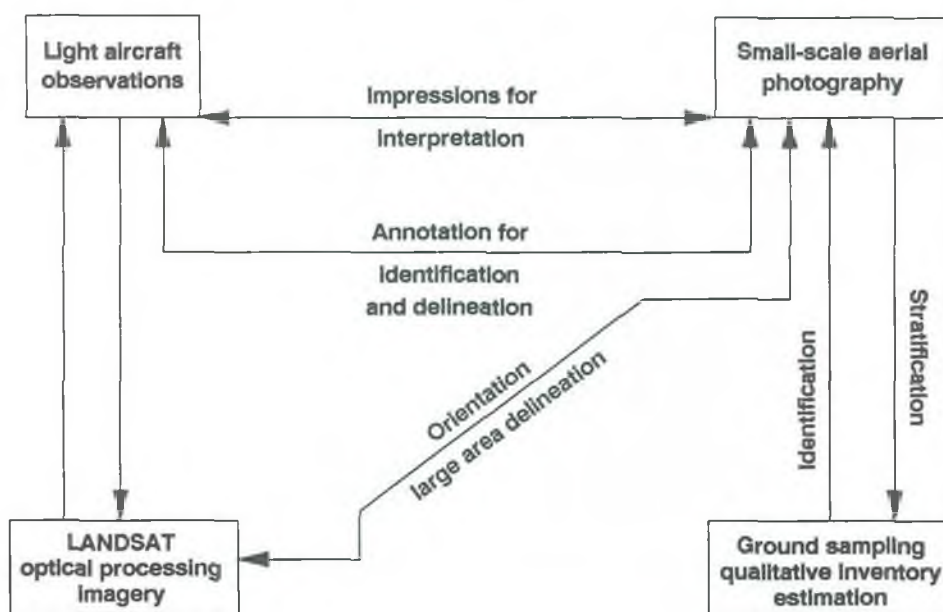 Light aircraft
observations
Small-scale aerial
photography
Impressions for
interpretation
Annotation for
identification
and delineation
Orientation
large area delineation
Identification
Stratification
LANDSAT
optical processing
imagery
Ground sampling
qualitative inventory
estimation